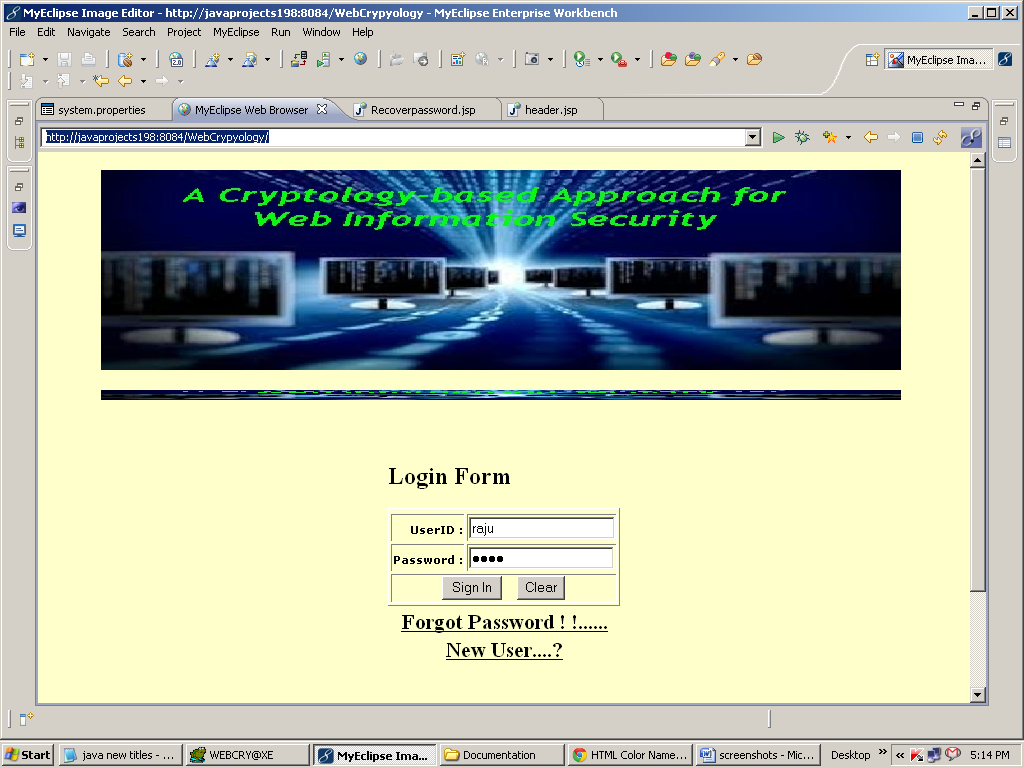 MyEclipse Image Editor - http://javaprojects198:8084/WebCrypyology - MyEclipse Enterprise Workbench
File Edit Navigate Search Project MyEclipse Run Window Help
MyEclipse Ima...
system.properties MyEclipse Web Browser Recoverpassword.jsp header.jsp
http://javaprojects198:8084/WebCrypyology/
A Cryptology-based Approach for
Web Information Security
Login Form
UserID : raju
Password : ●●●●
Sign In Clear
Forgot Password ! !......
New User....?
Start java new titles - ... WEBCRY@XE MyEclipse Ima... Documentation HTML Color Name... screenshots - Mic... Desktop » « 5:14 PM